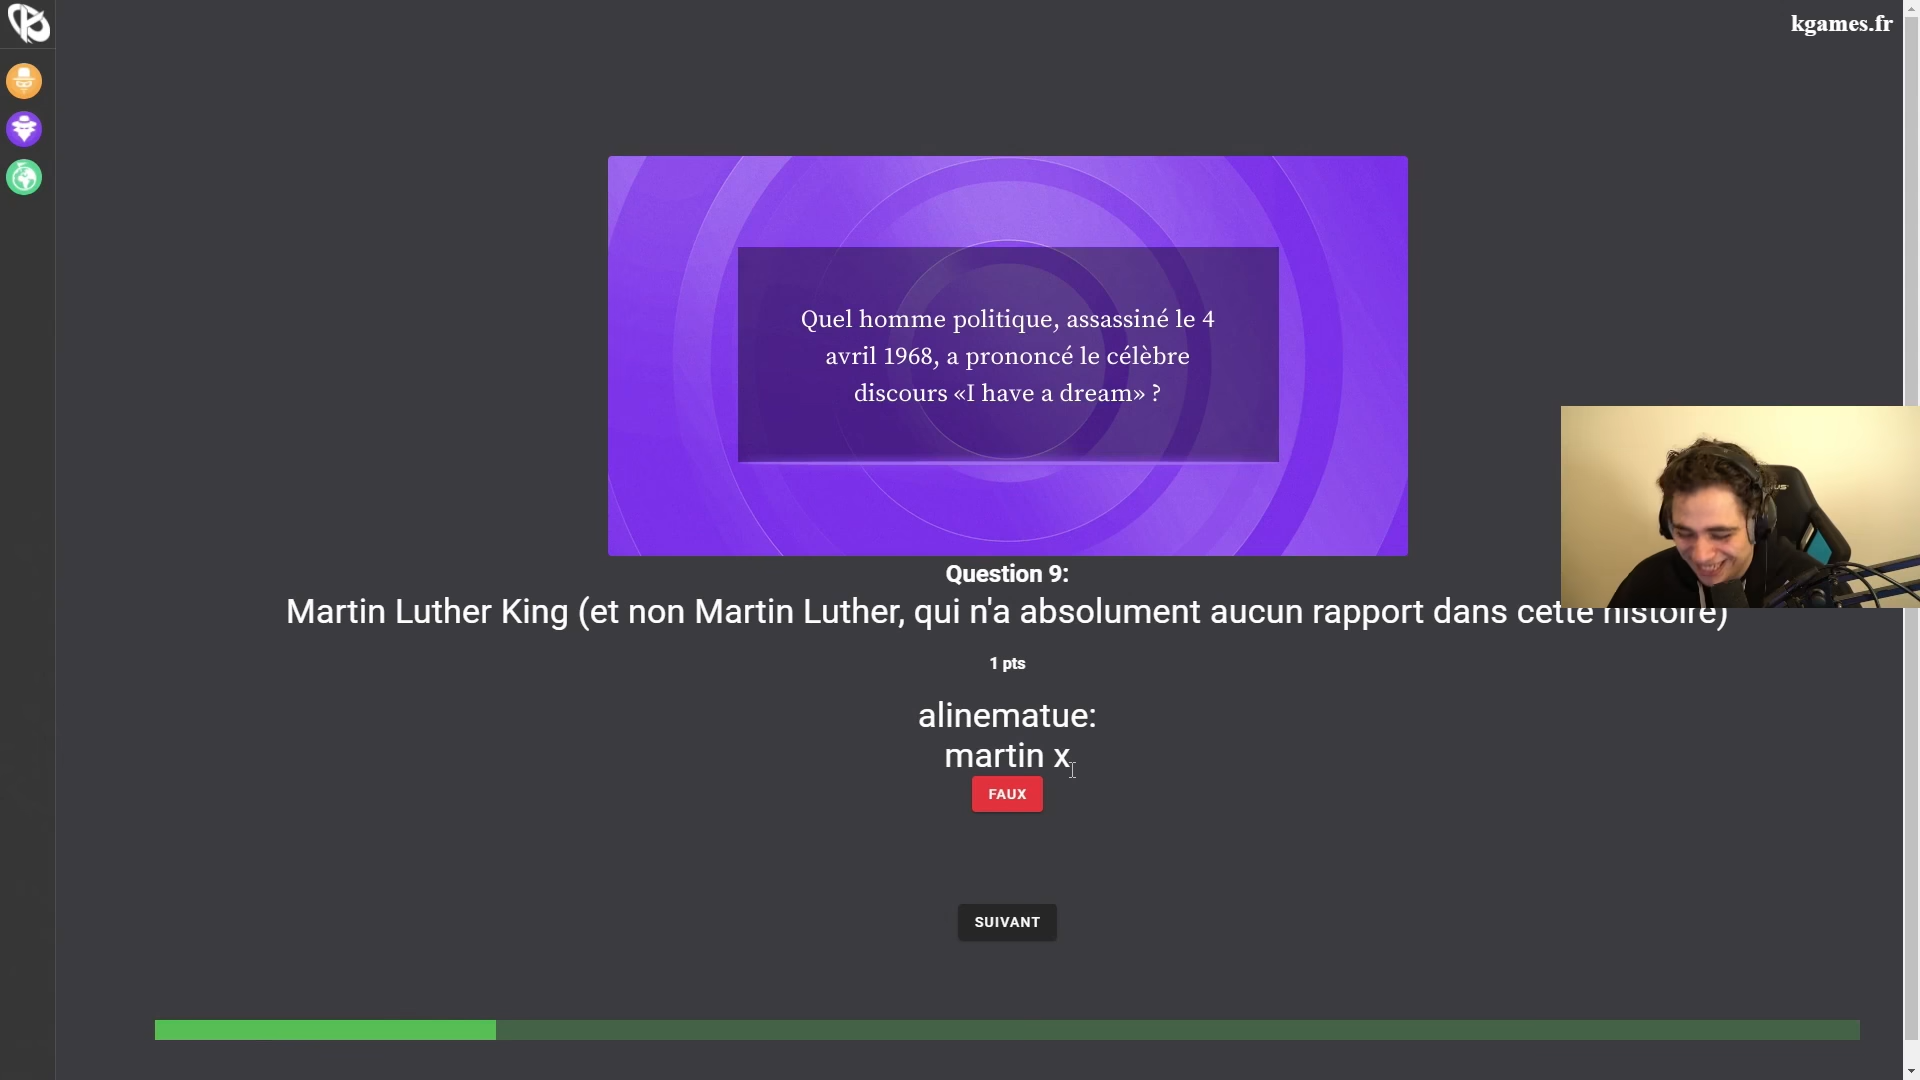 kgames.fr
Quel homme politique, assassiné le 4
avril 1968, a prononcé le célèbre
discours «I have a dream» ?
Question 9:
Martin Luther King (et non Martin Luther, qui n'a absolument aucun rapport dans cette histoire)
1 pts
alinematue:
martin x
FAUX
SUIVANT